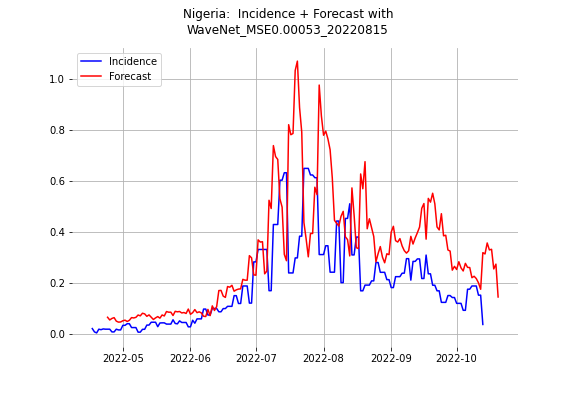 Nigeria:  Incidence + Forecast with
WaveNet_MSE0.00053_20220815
Incidence
Forecast
1.0
0.8
0.6
0.4
0.2
0.0
2022-05 2022-06 2022-07 2022-08 2022-09 2022-10